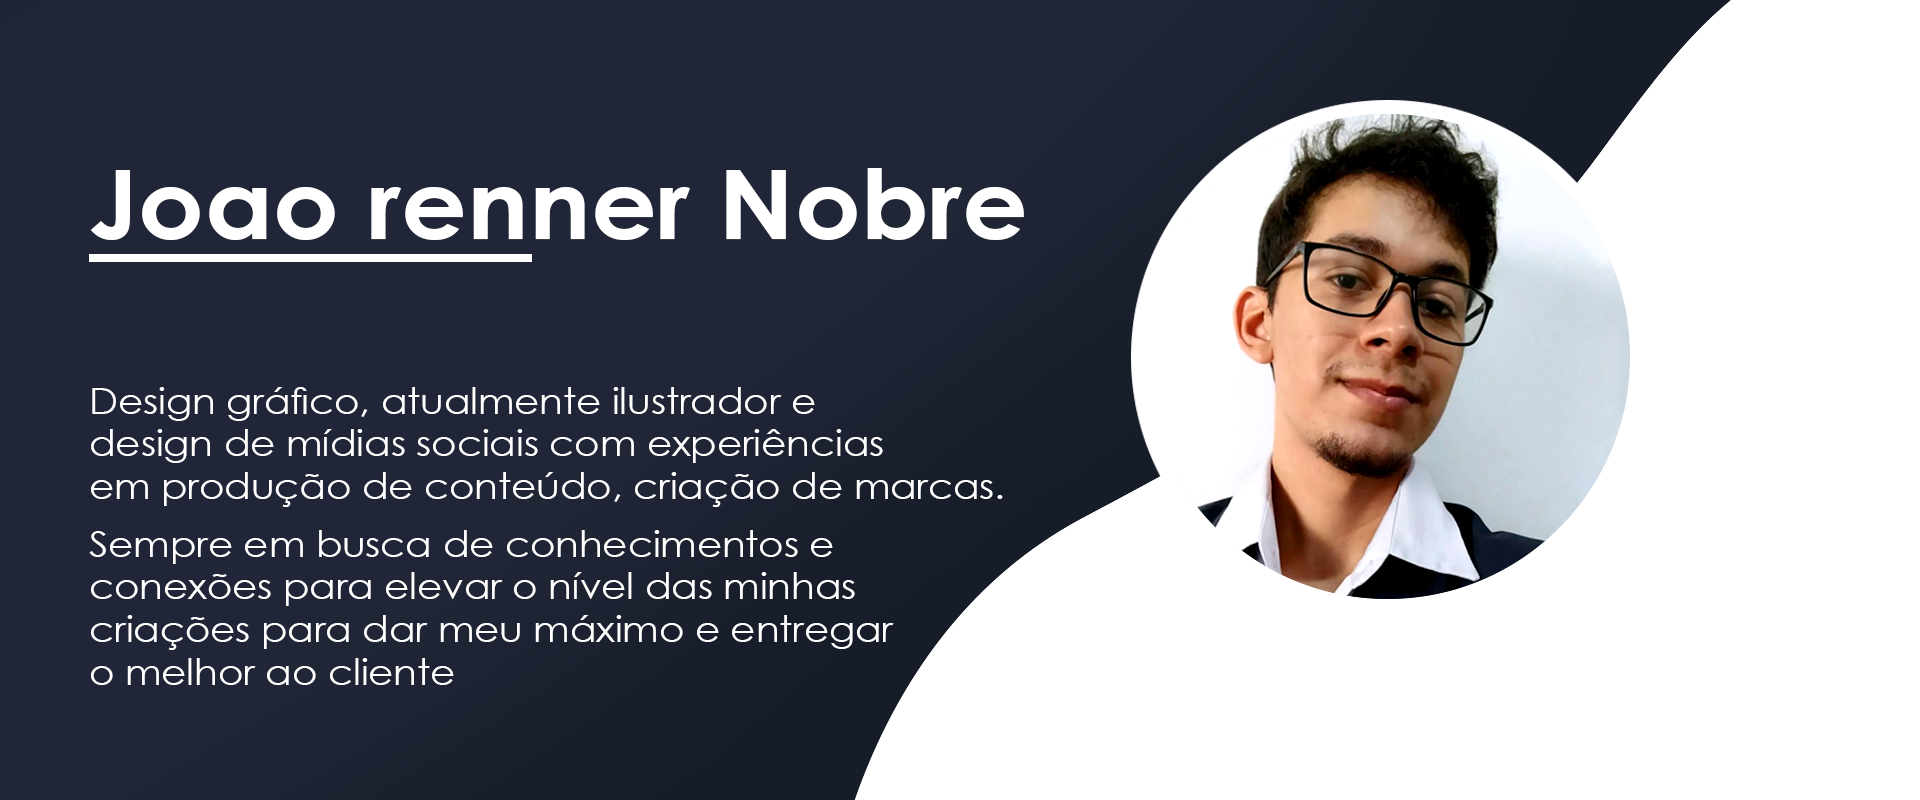 Joao renner Nobre
Design gráfico, atualmente ilustrador e
design de mídias sociais com experiências
em produção de conteúdo, criação de marcas.
Sempre em busca de conhecimentos e
conexões para elevar o nível das minhas
criações para dar meu máximo e entregar
o melhor ao cliente